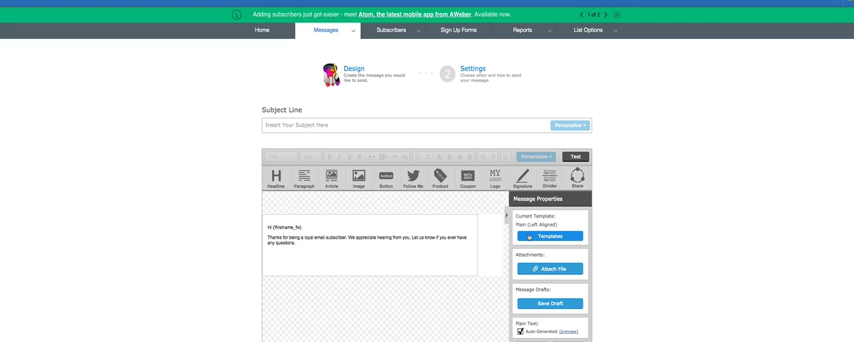 Adding subscribers just got easier - meet Atom, the latest mobile app from AWeber. Available now.
1 of 2
Home
Messages
Subscribers
Sign Up Forms
Reports
List Options
Design
Create the message you would
like to send.
2
Settings
Choose when and how to send
your message.
Subject Line
Insert Your Subject Here
Personalize
Personalize
Test
Headline
Paragraph
Article
Image
Button
Follow Me
Product
Coupon
MY
LOGO
Logo
Signature
Divider
Share
Message Properties
Current Template:
Plain (Left Aligned)
Templates
Hi {!firstname_fix}
Thanks for being a loyal email subscriber. We appreciate hearing from you. Let us know if you ever have
any questions.
Attachments:
Attach File
Message Drafts:
Save Draft
Plain Text:
Auto-Generated (preview)